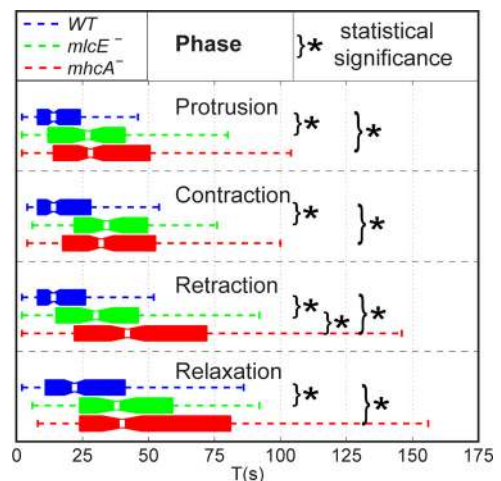 WT
mlcE⁻
mhcA⁻
Phase
}* statistical
significance
Protrusion
}* }*
Contraction
}* }*
Retraction
}* }* }*
Relaxation
}* }*
0 25 50 75 100 125 150 175
T(s)